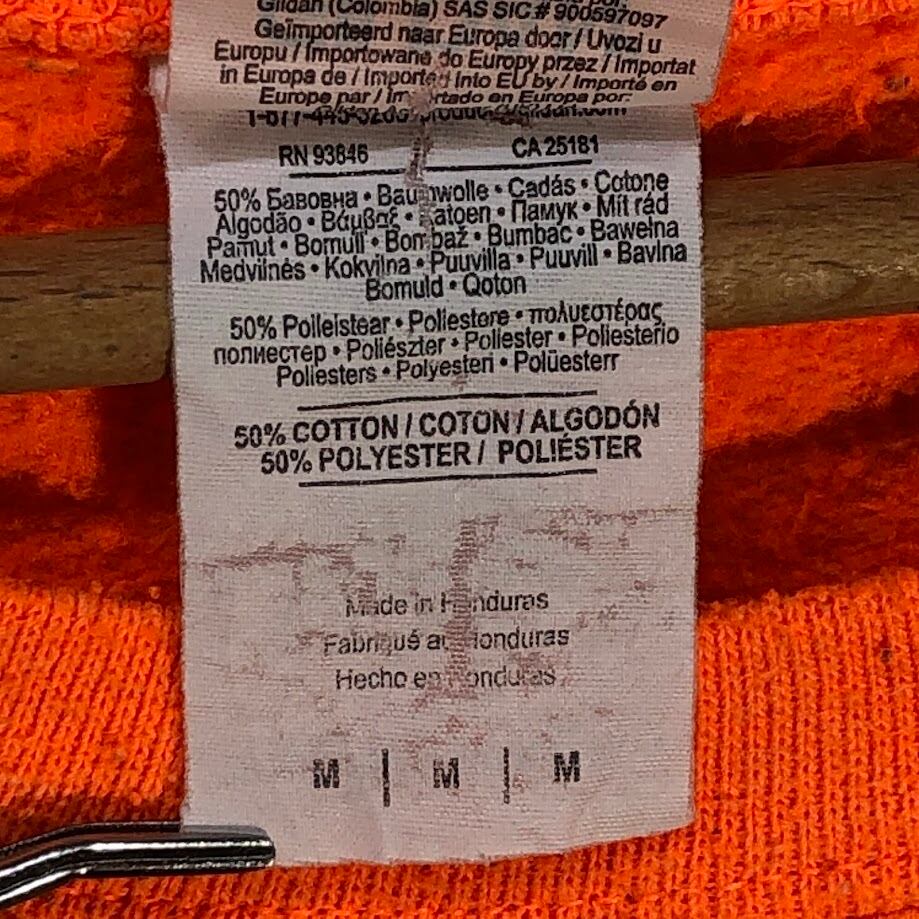 Gildan (Colombia) SAS SIC# 900597097
Geïmporteerd naar Europa door / Uvozi u
Europu / Importowane do Europy przez / Importat
in Europa de / Imported into EU by / Importé en
Europe par / Importado en Europa por:
RN 93846 CA 25181
50% Бавовна • Baumwolle • Cadás • Cotone
Algodão • Βάμβαξ • Katoen • Памук • Mit rád
Pamut • Bomull • Bombaž • Bumbac • Bawełna
Medvilnės • Kokvilna • Puuvilla • Puuvill • Bavlna
Bomuld • Qoton
50% Poileistear • Poliestere • πολυεστέρας
полиестер • Poliészter • Poliester • Poliesterio
Poliesters • Polyesteri • Polüesterr
50% COTTON / COTON / ALGODÓN
50% POLYESTER / POLIÉSTER
Made in Honduras
Fabriqué au Honduras
Hecho en Honduras
M | M | M